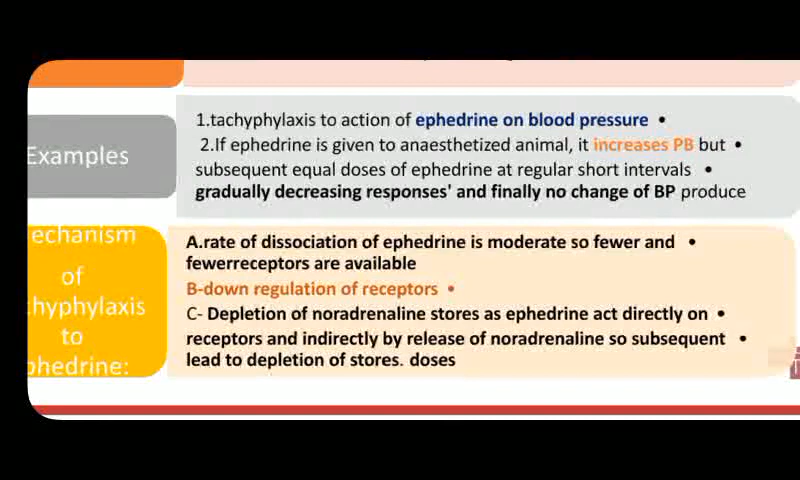 Examples
1.tachyphylaxis to action of ephedrine on blood pressure •
2.If ephedrine is given to anaesthetized animal, it increases PB but •
subsequent equal doses of ephedrine at regular short intervals •
gradually decreasing responses' and finally no change of BP produce
echanism
of
chyphylaxis
to
phedrine:
A.rate of dissociation of ephedrine is moderate so fewer and •
fewerreceptors are available
B-down regulation of receptors •
C- Depletion of noradrenaline stores as ephedrine act directly on •
receptors and indirectly by release of noradrenaline so subsequent •
lead to depletion of stores. doses